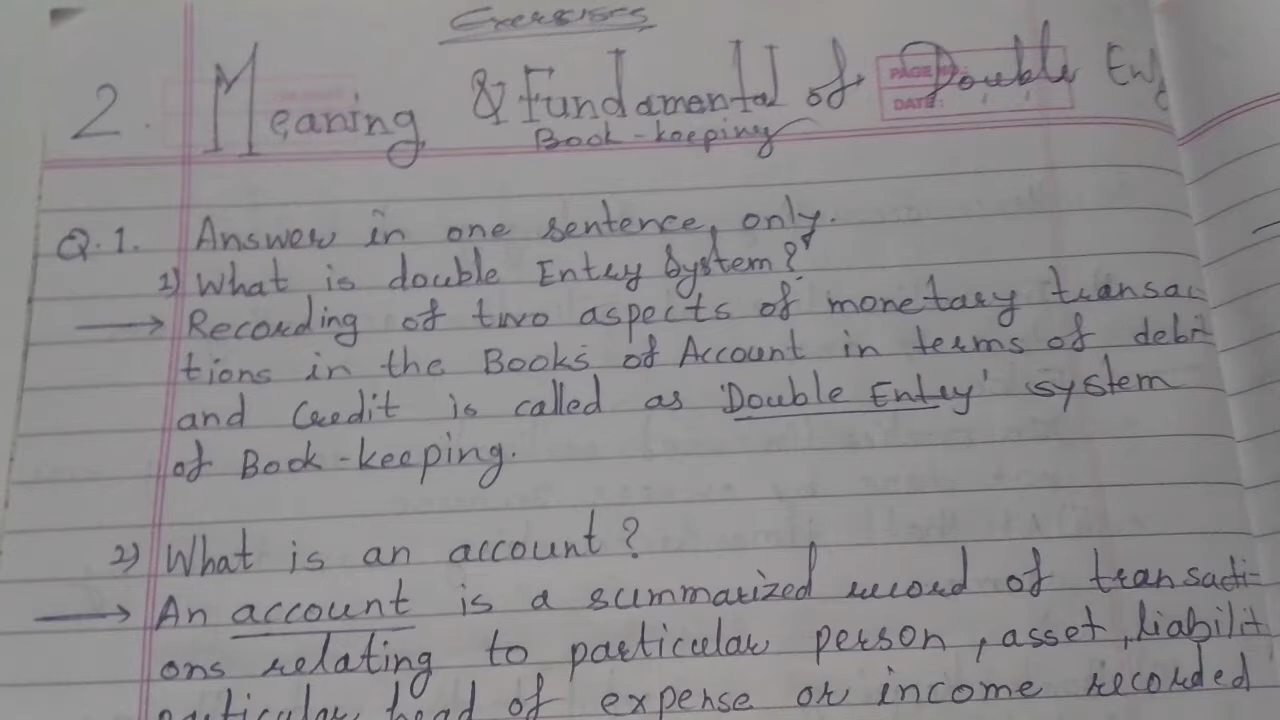 Exercises
2. Meaning & Fundamental of Double
PAGE
DATE:
Book-keeping
Q.1. Answer in one sentence only.
1) What is double Entry System?
→ Recording of two aspects of monetary transac
tions in the Books of Account in terms of debit
and Credit is called as 'Double Entry' system
of Book-keeping.
2) What is an account?
→ An account is a summarized record of transacti-
ons relating to particular person, asset, liabilit
particular head of expense or income recorded